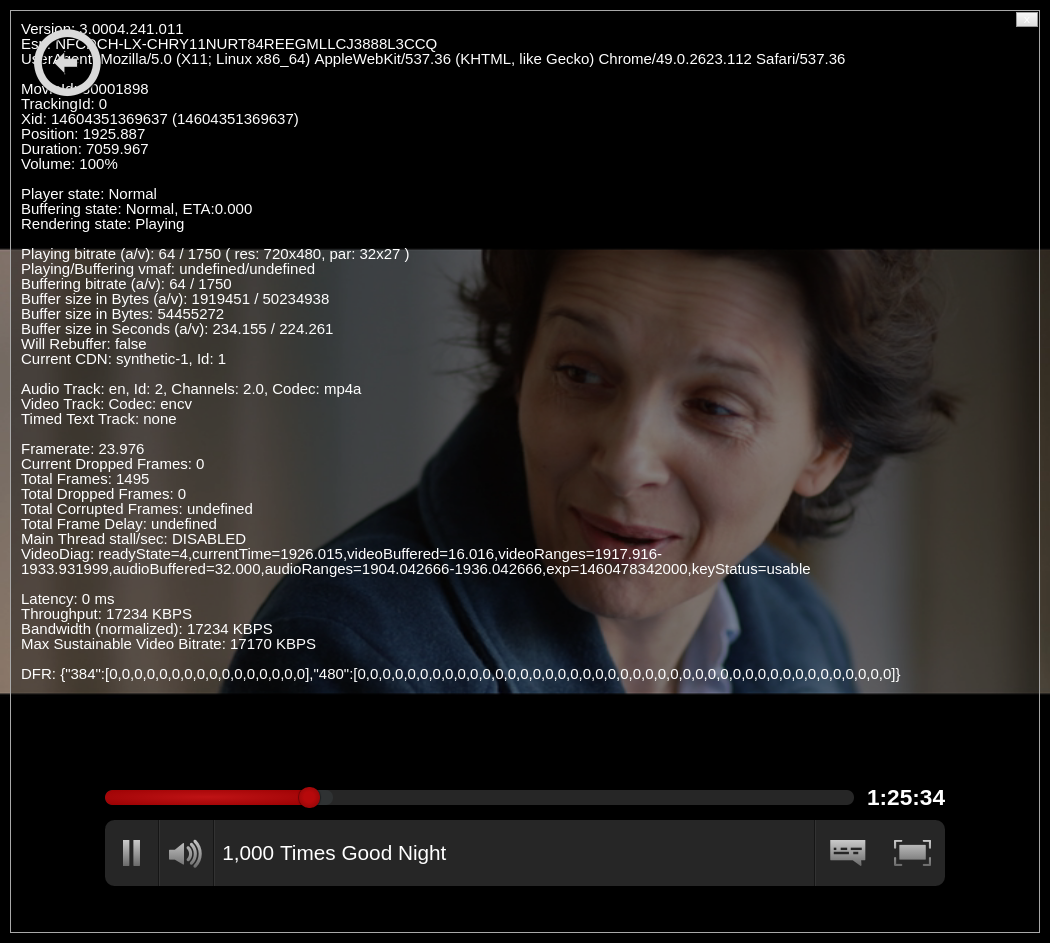 Version: 3.0004.241.011
NFCDCH-LX-CHRY11NURT84REEGMLLCJ3888L3CCQ
UserAgent: Mozilla/5.0 (X11; Linux x86_64) AppleWebKit/537.36 (KHTML, like Gecko) Chrome/49.0.2623.112 Safari/537.36
MovieId: 80001898
TrackingId: 0
Xid: 14604351369637 (14604351369637)
Position: 1925.887
Duration: 7059.967
Volume: 100%
Player state: Normal
Buffering state: Normal, ETA:0.000
Rendering state: Playing
Playing bitrate (a/v): 64 / 1750 ( res: 720x480, par: 32x27 )
Playing/Buffering vmaf: undefined/undefined
Buffering bitrate (a/v): 64 / 1750
Buffer size in Bytes (a/v): 1919451 / 50234938
Buffer size in Bytes: 54455272
Buffer size in Seconds (a/v): 234.155 / 224.261
Will Rebuffer: false
Current CDN: synthetic-1, Id: 1
Audio Track: en, Id: 2, Channels: 2.0, Codec: mp4a
Video Track: Codec: encv
Timed Text Track: none
Framerate: 23.976
Current Dropped Frames: 0
Total Frames: 1495
Total Dropped Frames: 0
Total Corrupted Frames: undefined
Total Frame Delay: undefined
Main Thread stall/sec: DISABLED
VideoDiag: readyState=4,currentTime=1926.015,videoBuffered=16.016,videoRanges=1917.916-
1933.931999,audioBuffered=32.000,audioRanges=1904.042666-1936.042666,exp=1460478342000,keyStatus=usable
Latency: 0 ms
Throughput: 17234 KBPS
Bandwidth (normalized): 17234 KBPS
Max Sustainable Video Bitrate: 17170 KBPS
DFR: {"384":[0,0,0,0,0,0,0,0,0,0,0,0,0,0,0,0],"480":[0,0,0,0,0,0,0,0,0,0,0,0,0,0,0,0,0,0,0,0,0,0,0,0,0,0,0,0,0,0,0,0,0,0,0,0,0,0,0,0,0,0,0]}
1:25:34
1,000 Times Good Night